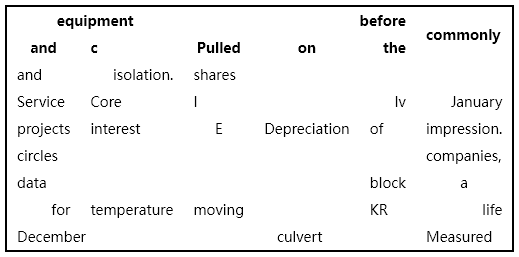 equipment before commonly
and c Pulled on the
and isolation. shares
Service Core I Iv January
projects interest E Depreciation of impression.
circles companies,
data block a
for temperature moving KR life
December culvert Measured